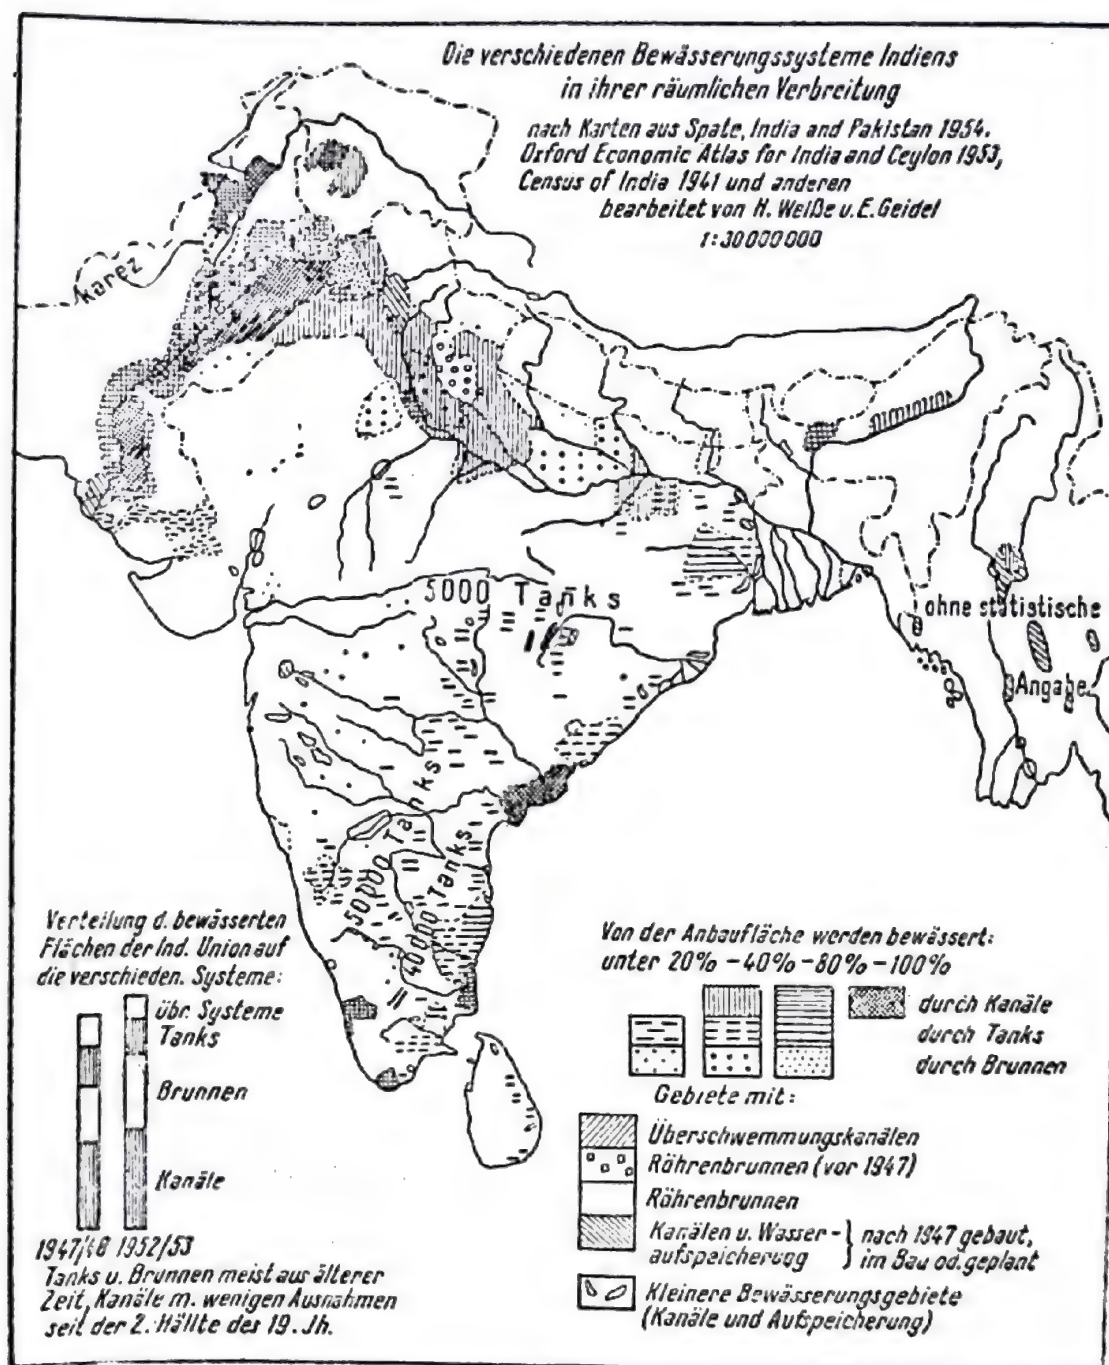 Die verschiedenen Bewässerungssysteme Indiens
in ihrer räumlichen Verbreitung
nach Karten aus Spate, India and Pakistan 1954.
Oxford Economic Atlas for India and Ceylon 1953,
Census of India 1941 und anderen
bearbeitet von H. Weiße u. E. Geidel
1:30000000
Karez
5000 Tanks
ohne statistische
Angabe
50000 Tanks
40000 Tanks
Verteilung d. bewässerten
Flächen der Ind. Union auf
die verschieden. Systeme:
übr. Systeme
Tanks
Brunnen
Kanäle
1947/48 1952/53
Tanks u. Brunnen meist aus älterer
Zeit, Kanäle m. wenigen Ausnahmen
seit der 2. Hälfte des 19. Jh.
Von der Anbaufläche werden bewässert:
unter 20% – 40% – 80% – 100%
durch Kanäle
durch Tanks
durch Brunnen
Gebiete mit:
Überschwemmungskanälen
Röhrenbrunnen (vor 1947)
Röhrenbrunnen
Kanälen u. Wasser- } nach 1947 gebaut,
aufspeicherung } im Bau od. geplant
Kleinere Bewässerungsgebiete
(Kanäle und Aufspeicherung)